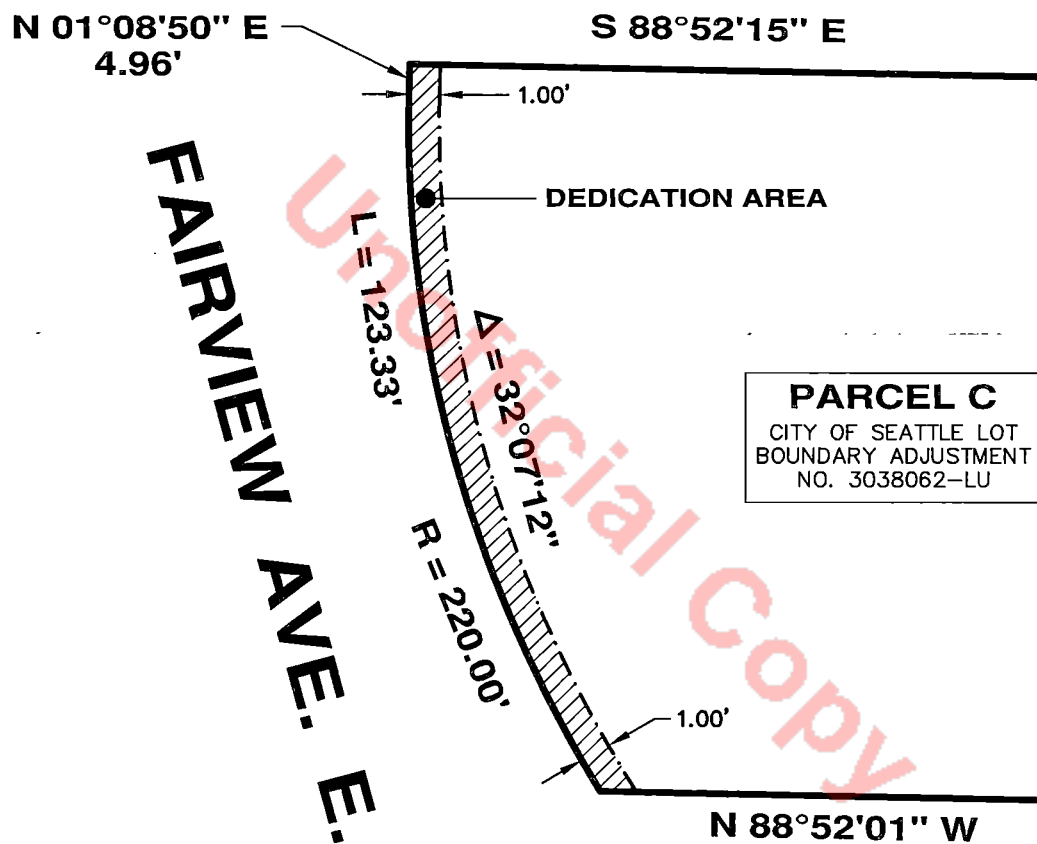 N 01°08'50" E
4.96'
S 88°52'15" E
1.00'
DEDICATION AREA
FAIRVIEW AVE. E.
L = 123.33'
Δ = 32°07'12"
R = 220.00'
PARCEL C
CITY OF SEATTLE LOT
BOUNDARY ADJUSTMENT
NO. 3038062-LU
1.00'
N 88°52'01" W
Unofficial Copy